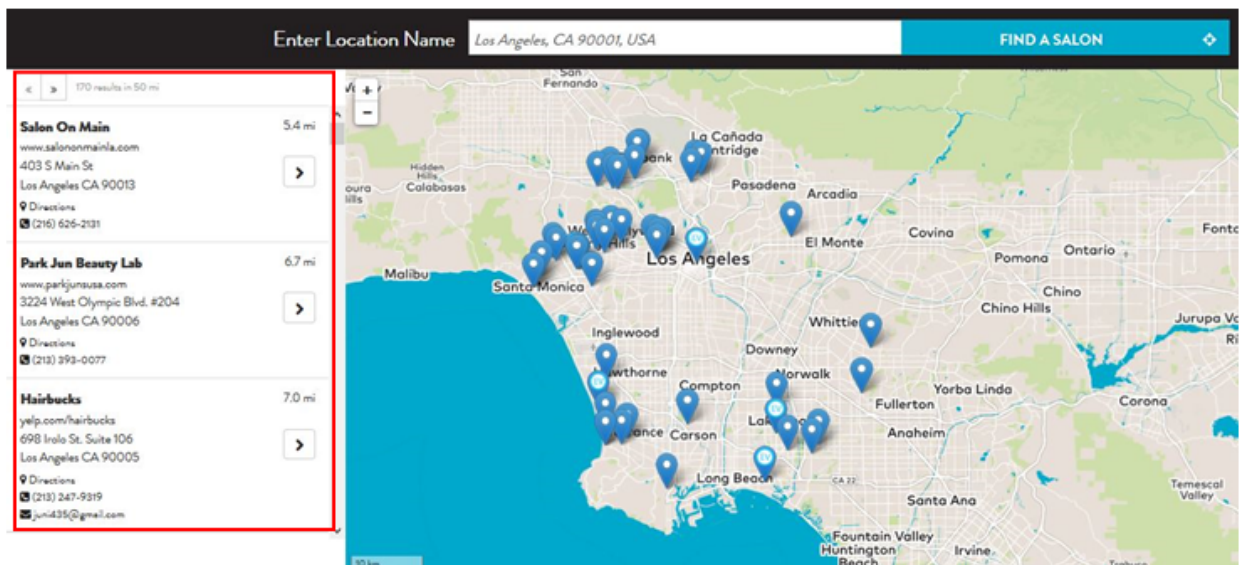 Enter Location Name
Los Angeles, CA 90001, USA
FIND A SALON
« »
170 results in 50 mi
Salon On Main
5.4 mi
www.salononmainla.com
403 S Main St
Los Angeles CA 90013
Directions
(216) 626-2131
Park Jun Beauty Lab
6.7 mi
www.parkjunsusa.com
3224 West Olympic Blvd. #204
Los Angeles CA 90006
Directions
(213) 393-0077
Hairbucks
7.0 mi
yelp.com/hairbucks
698 Irolo St. Suite 106
Los Angeles CA 90005
Directions
(213) 247-9319
juni435@gmail.com
+
-
San
Fernando
La Cañada
Hidden
Hills
Calabasas
Pasadena
Arcadia
Hills
El Monte
Covina
Los Angeles
Pomona
Ontario
Malibu
Santa Monica
Chino
Chino Hills
Inglewood
Downey
Compton
Norwalk
Yorba Linda
Fullerton
Corona
Carson
Anaheim
Long Beach
CA 22
Santa Ana
Temescal
Valley
Fountain Valley
Huntington
Beach
Irvine
10 km